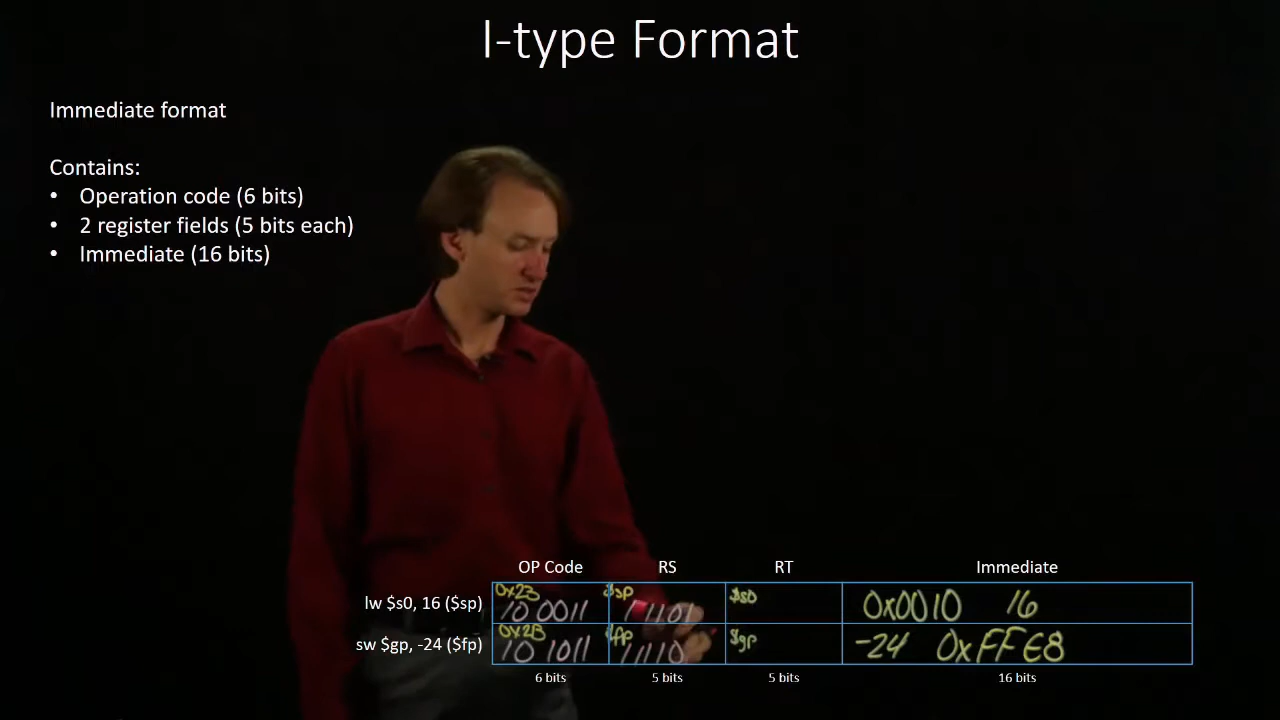 I-type Format
Immediate format
Contains:
• Operation code (6 bits)
• 2 register fields (5 bits each)
• Immediate (16 bits)
OP Code RS RT Immediate
lw $s0, 16 ($sp) 0x23 10 0011 $sp 11101 $s0 0x0010 16
sw $gp, -24 ($fp) 0x2B 10 1011 $fp 11110 $gp -24 0xFFE8
6 bits 5 bits 5 bits 16 bits